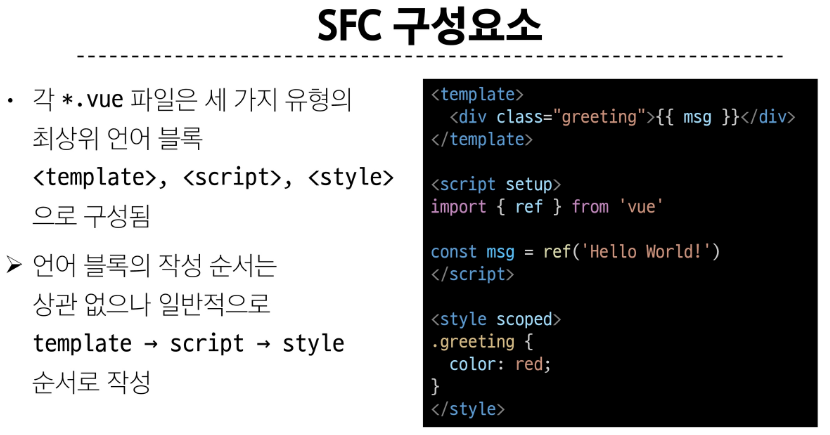 SFC 구성요소
• 각 *.vue 파일은 세 가지 유형의
최상위 언어 블록
<template>, <script>, <style>
으로 구성됨
➤ 언어 블록의 작성 순서는
상관 없으나 일반적으로
template → script → style
순서로 작성
<template>
  <div class="greeting">{{ msg }}</div>
</template>

<script setup>
import { ref } from 'vue'

const msg = ref('Hello World!')
</script>

<style scoped>
.greeting {
  color: red;
}
</style>